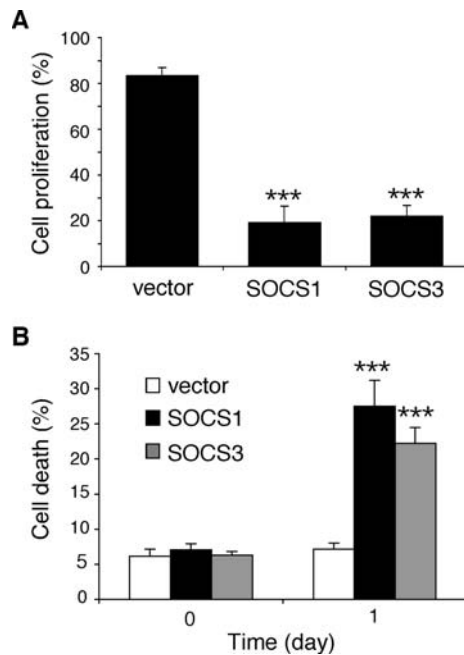 A
Cell proliferation (%)
100
80
60
40
20
0
***
***
vector SOCS1 SOCS3
B
Cell death (%)
35
30
25
20
15
10
5
0
vector
SOCS1
SOCS3
***
***
0 1
Time (day)